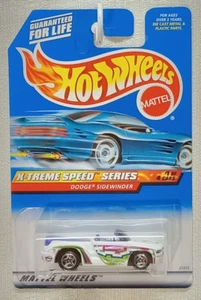 GUARANTEED
FOR LIFE
FOR AGES
OVER 3 YEARS.
DIE CAST METAL &
PLASTIC PARTS.
Hot Wheels
MATTEL
X-TREME SPEED SERIES
DODGE® SIDEWINDER
MATTEL WHEELS